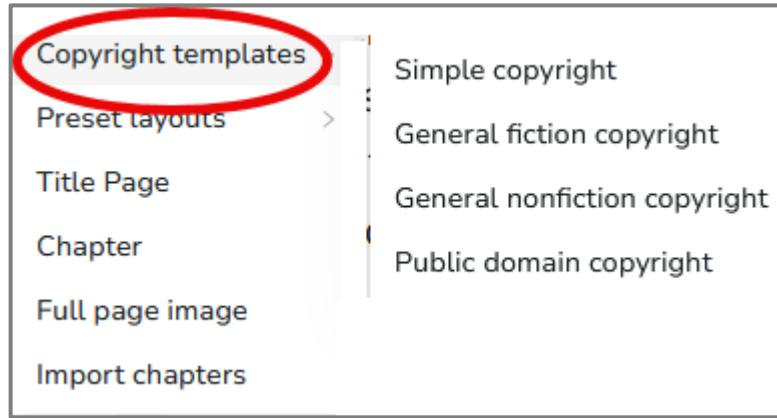 Copyright templates
Preset layouts
Title Page
Chapter
Full page image
Import chapters
Simple copyright
General fiction copyright
General nonfiction copyright
Public domain copyright